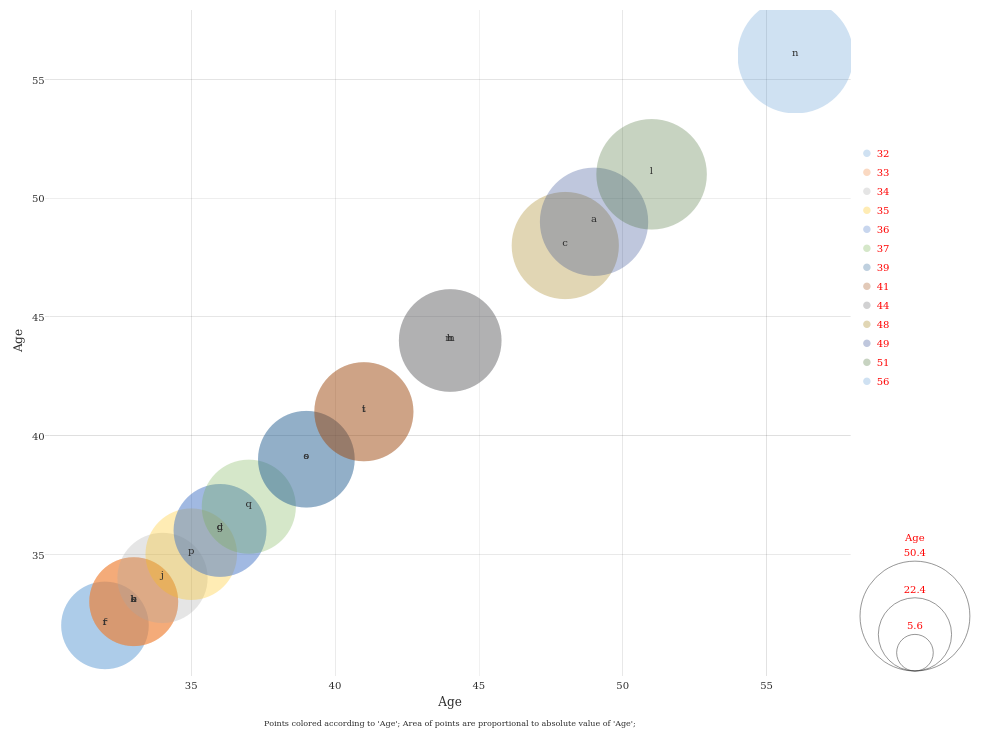 n
55
32
l
33
34
50
35
a
36
c
37
39
41
45
44
48
Age
49
51
56
40
q
p
35
Age
j
50.4
22.4
5.6
35
40
45
50
55
Age
Points colored according to 'Age'; Area of points are proportional to absolute value of 'Age';